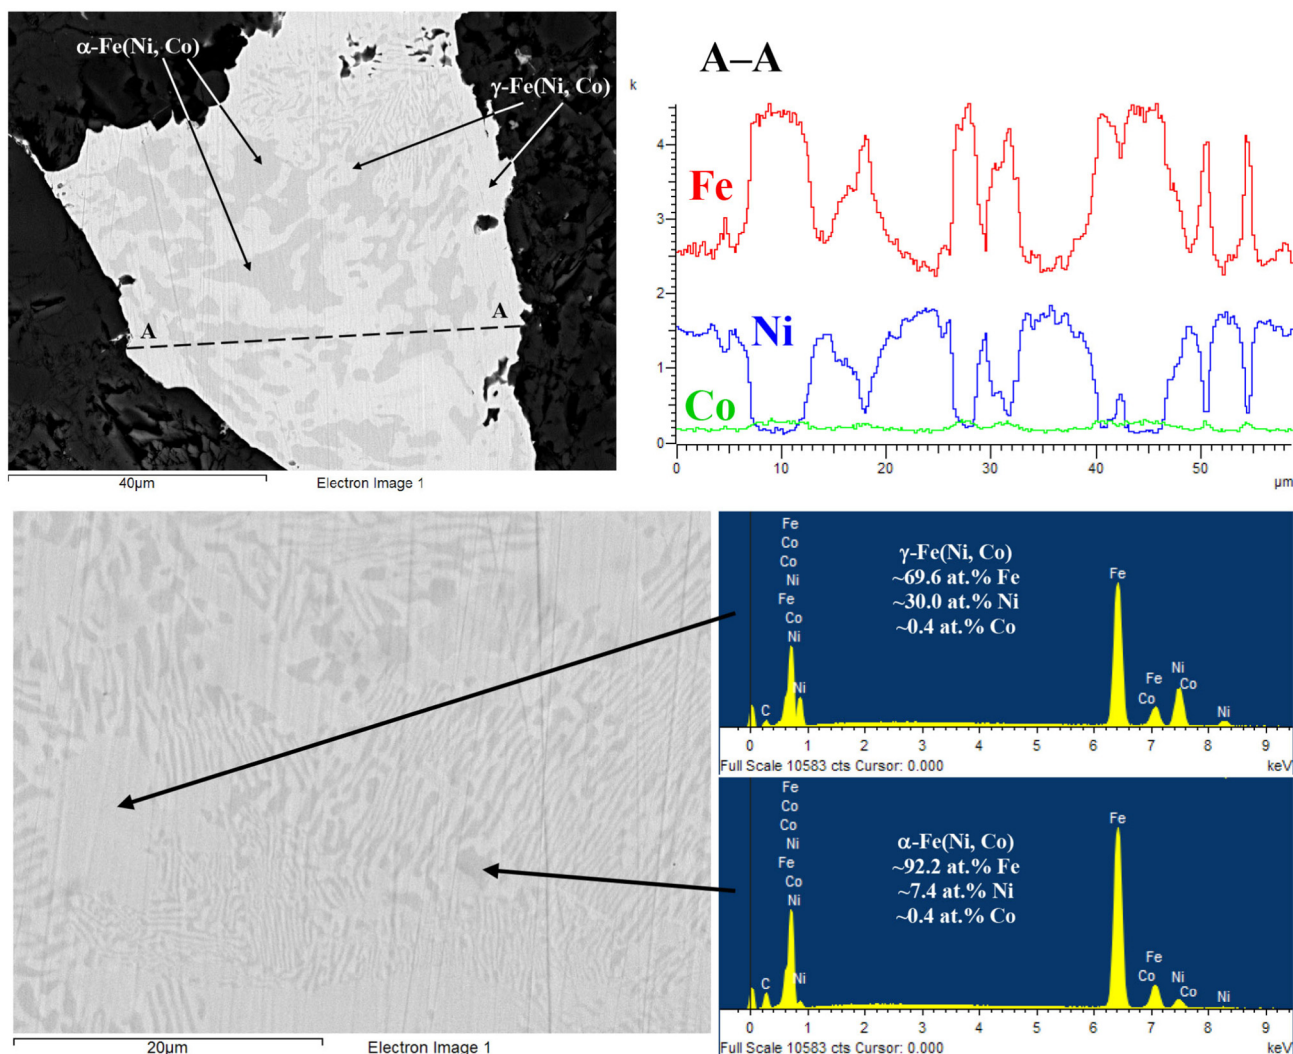 α-Fe(Ni, Co)
γ-Fe(Ni, Co)
A
A
40µm
Electron Image 1
A–A
k
Fe
Ni
Co
4
3
2
1
0
0 10 20 30 40 50
µm
20µm
Electron Image 1
Fe
Co
Co
Ni
Fe
Co
Ni
Ni
C
γ-Fe(Ni, Co)
~69.6 at.% Fe
~30.0 at.% Ni
~0.4 at.% Co
Fe
Fe
Co
Ni
Co
Ni
0 1 2 3 4 5 6 7 8 9
Full Scale 10583 cts Cursor: 0.000
keV
Fe
Co
Co
Ni
Fe
Co
Ni
Ni
C
α-Fe(Ni, Co)
~92.2 at.% Fe
~7.4 at.% Ni
~0.4 at.% Co
Fe
Fe
Co
Ni
Co
Ni
0 1 2 3 4 5 6 7 8 9
Full Scale 10583 cts Cursor: 0.000
keV